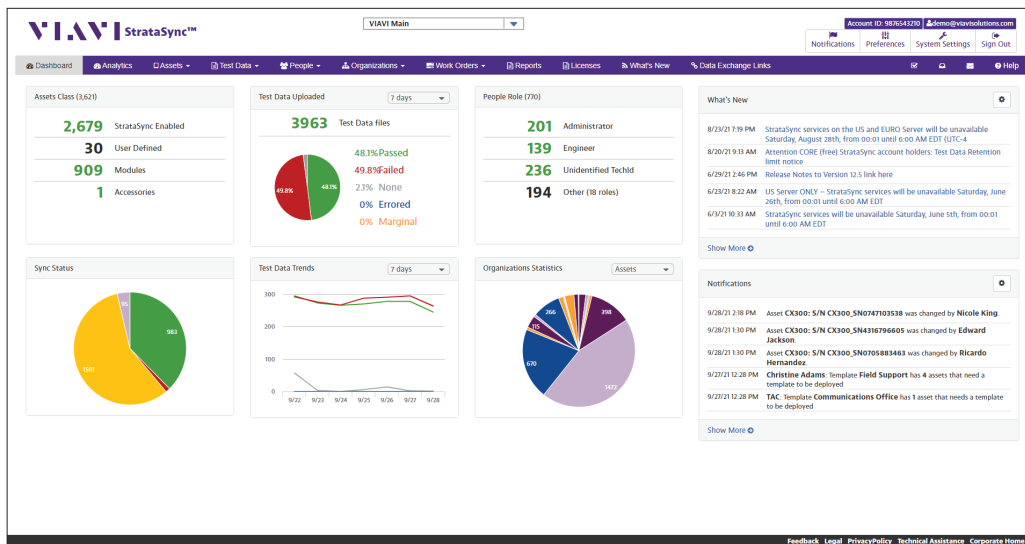 VIAVI StrataSync™
VIAVI Main
Account ID: 9876543210 demo@viavisolutions.com
Notifications Preferences System Settings Sign Out
Dashboard Analytics Assets Test Data People Organizations Work Orders Reports Licenses What's New Data Exchange Links Help
Assets Class (3,621)
2,679 StrataSync Enabled
30 User Defined
909 Modules
1 Accessories
Test Data Uploaded 7 days
3963 Test Data files
48.1% Passed
49.8% Failed
2.1% None
0% Errored
0% Marginal
49.8% 48.1%
People Role (770)
201 Administrator
139 Engineer
236 Unidentified TechId
194 Other (18 roles)
What's New
8/23/21 7:19 PM StrataSync services on the US and EURO Server will be unavailable
Saturday, August 28th, from 00:01 until 6:00 AM EDT (UTC-4
8/20/21 9:13 AM Attention CORE (free) StrataSync account holders: Test Data Retention
limit notice
6/29/21 2:46 PM Release Notes to Version 12.5 link here
6/23/21 8:22 AM US Server ONLY – StrataSync services will be unavailable Saturday, June
26th, from 00:01 until 6:00 AM EDT
6/3/21 10:33 AM StrataSync services will be unavailable Saturday, June 5th, from 00:01
until 6:00 AM EDT
Show More
Sync Status
55
983
1501
Test Data Trends 7 days
300
200
100
0
9/22 9/23 9/24 9/25 9/26 9/27 9/28
Organizations Statistics Assets
266 398
115
670
1472
Notifications
9/28/21 2:18 PM Asset CX300: S/N CX300_SN0747103538 was changed by Nicole King.
9/28/21 1:30 PM Asset CX300: S/N CX300_SN4316796605 was changed by Edward
Jackson.
9/28/21 1:30 PM Asset CX300: S/N CX300_SN0705883463 was changed by Ricardo
Hernandez.
9/27/21 12:28 PM Christine Adams: Template Field Support has 4 assets that need a
template to be deployed
9/27/21 12:28 PM TAC: Template Communications Office has 1 asset that needs a template
to be deployed
Show More
Feedback Legal PrivacyPolicy Technical Assistance Corporate Home